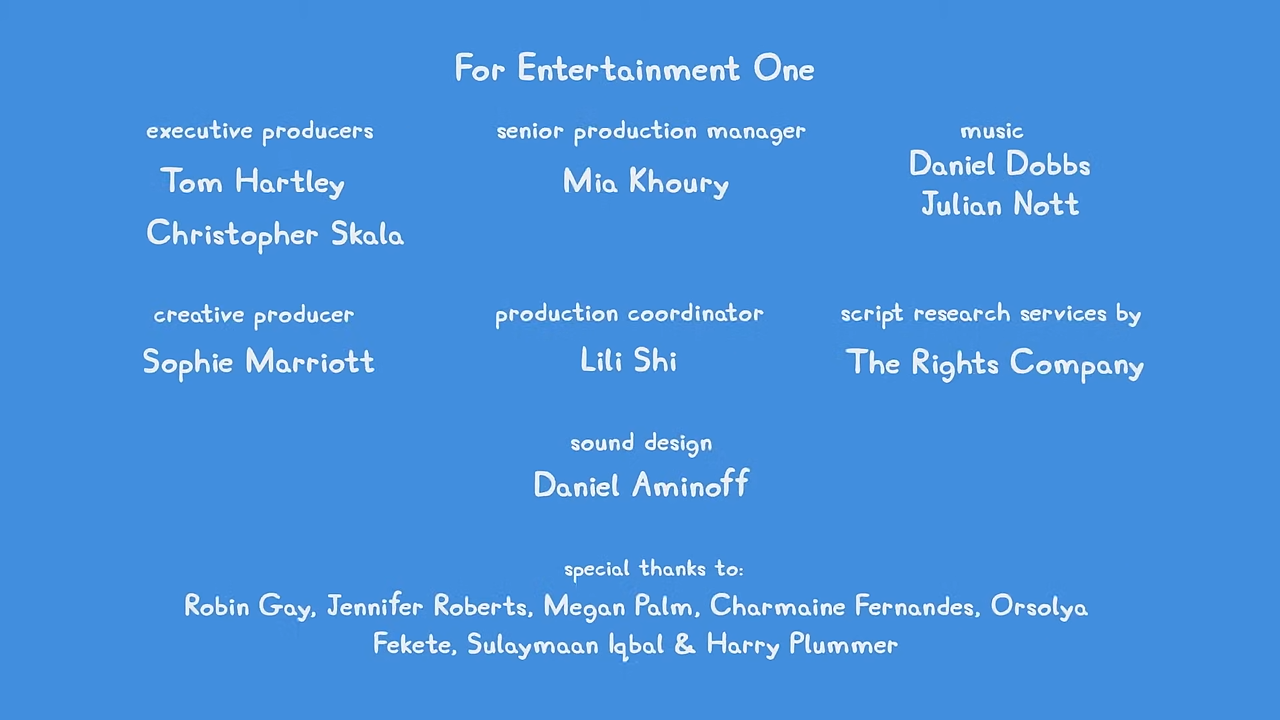 For Entertainment One
executive producers
Tom Hartley
Christopher Skala
senior production manager
Mia Khoury
music
Daniel Dobbs
Julian Nott
creative producer
Sophie Marriott
production coordinator
Lili Shi
script research services by
The Rights Company
sound design
Daniel Aminoff
special thanks to:
Robin Gay, Jennifer Roberts, Megan Palm, Charmaine Fernandes, Orsolya
Fekete, Sulaymaan Iqbal & Harry Plummer